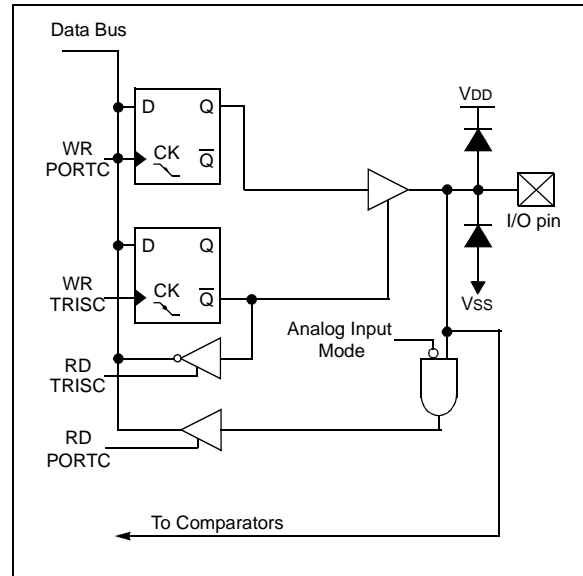 Data Bus
D Q
VDD
WR
PORTC
CK Q
I/O pin
D Q
WR
TRISC
CK Q
VSS
Analog Input
Mode
RD
TRISC
RD
PORTC
To Comparators